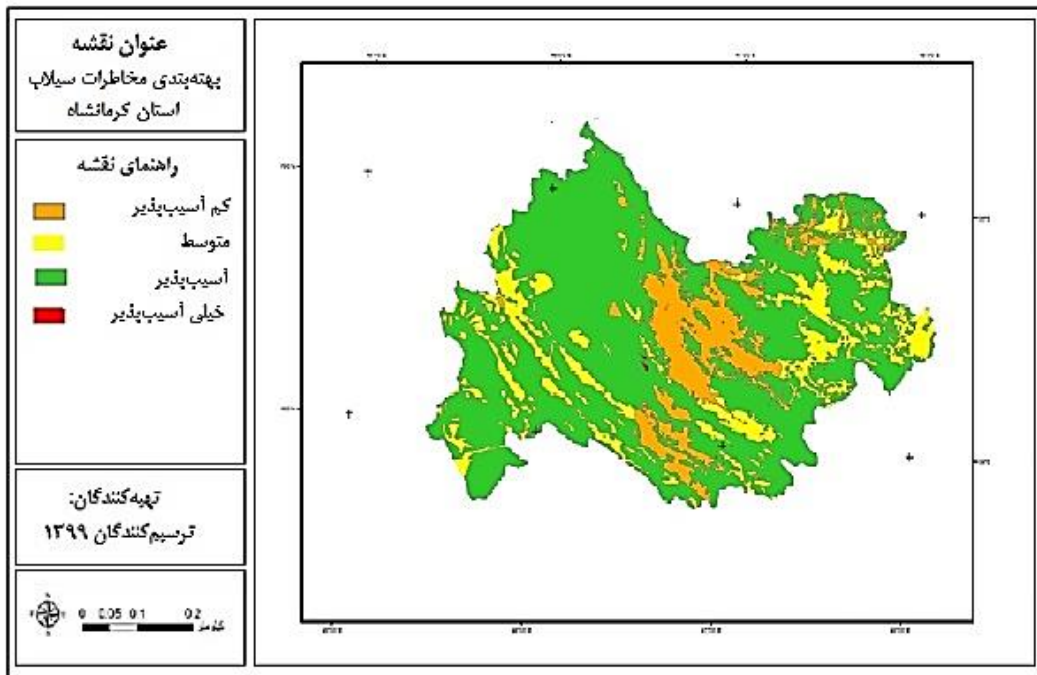 عنوان نقشه
پهنه‌بندی مخاطرات سیلاب
استان کرمانشاه
راهنمای نقشه
کم آسیب‌پذیر
متوسط
آسیب‌پذیر
خیلی آسیب‌پذیر
تهیه‌کنندگان:
ترسیم‌کنندگان ۱۳۹۹
0 0.05 0.1 0.2